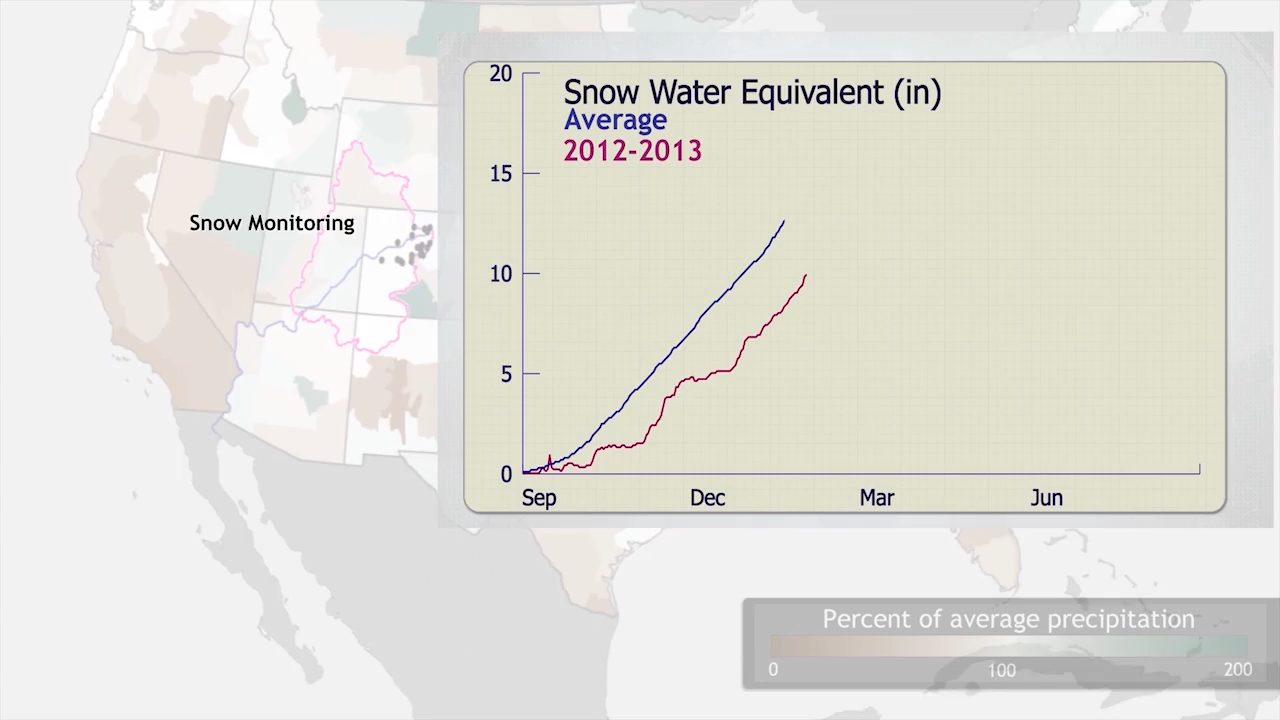 20
Snow Water Equivalent (in)
Average
2012-2013
15
Snow Monitoring
10
5
0
Sep Dec Mar Jun
Percent of average precipitation
0 100 200